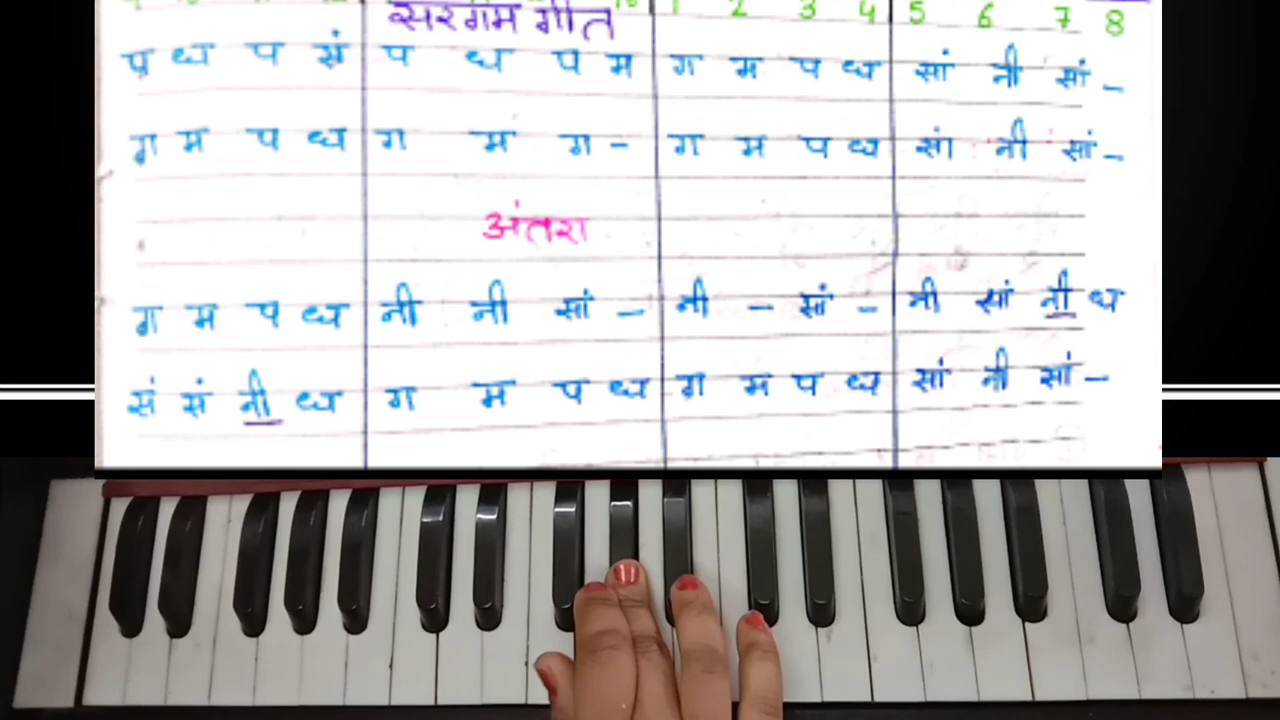 1 2 3 4 5 6 7 8
सरगम गीत
प ध प सं प ध प म ग म प ध सां नी सां -
ग म प ध ग म ग - ग म प ध सां नी सां -
अंतरा
ग म प ध नी नी सां - नी - सां - नी सां नी ध
सं सं नी ध ग म प ध ग म प ध सां नी सां -